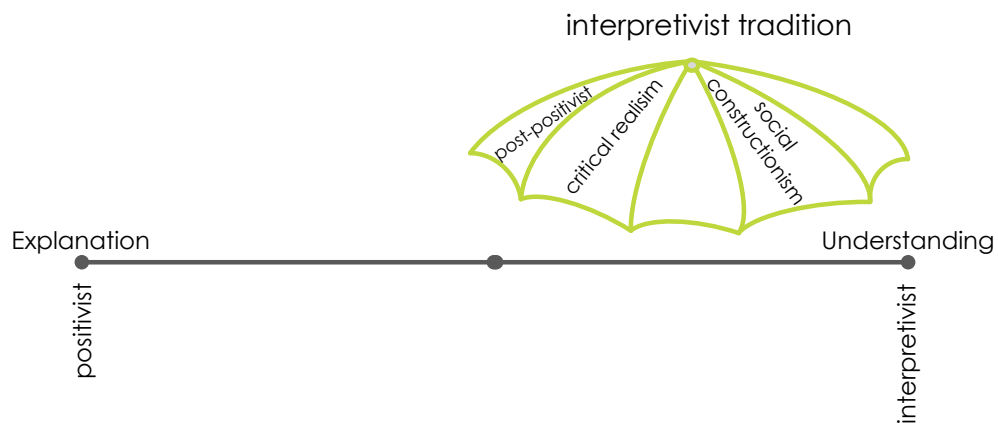 interpretivist tradition
post-positivist
critical realisim
social
constructionism
Explanation
Understanding
positivist
interpretivist